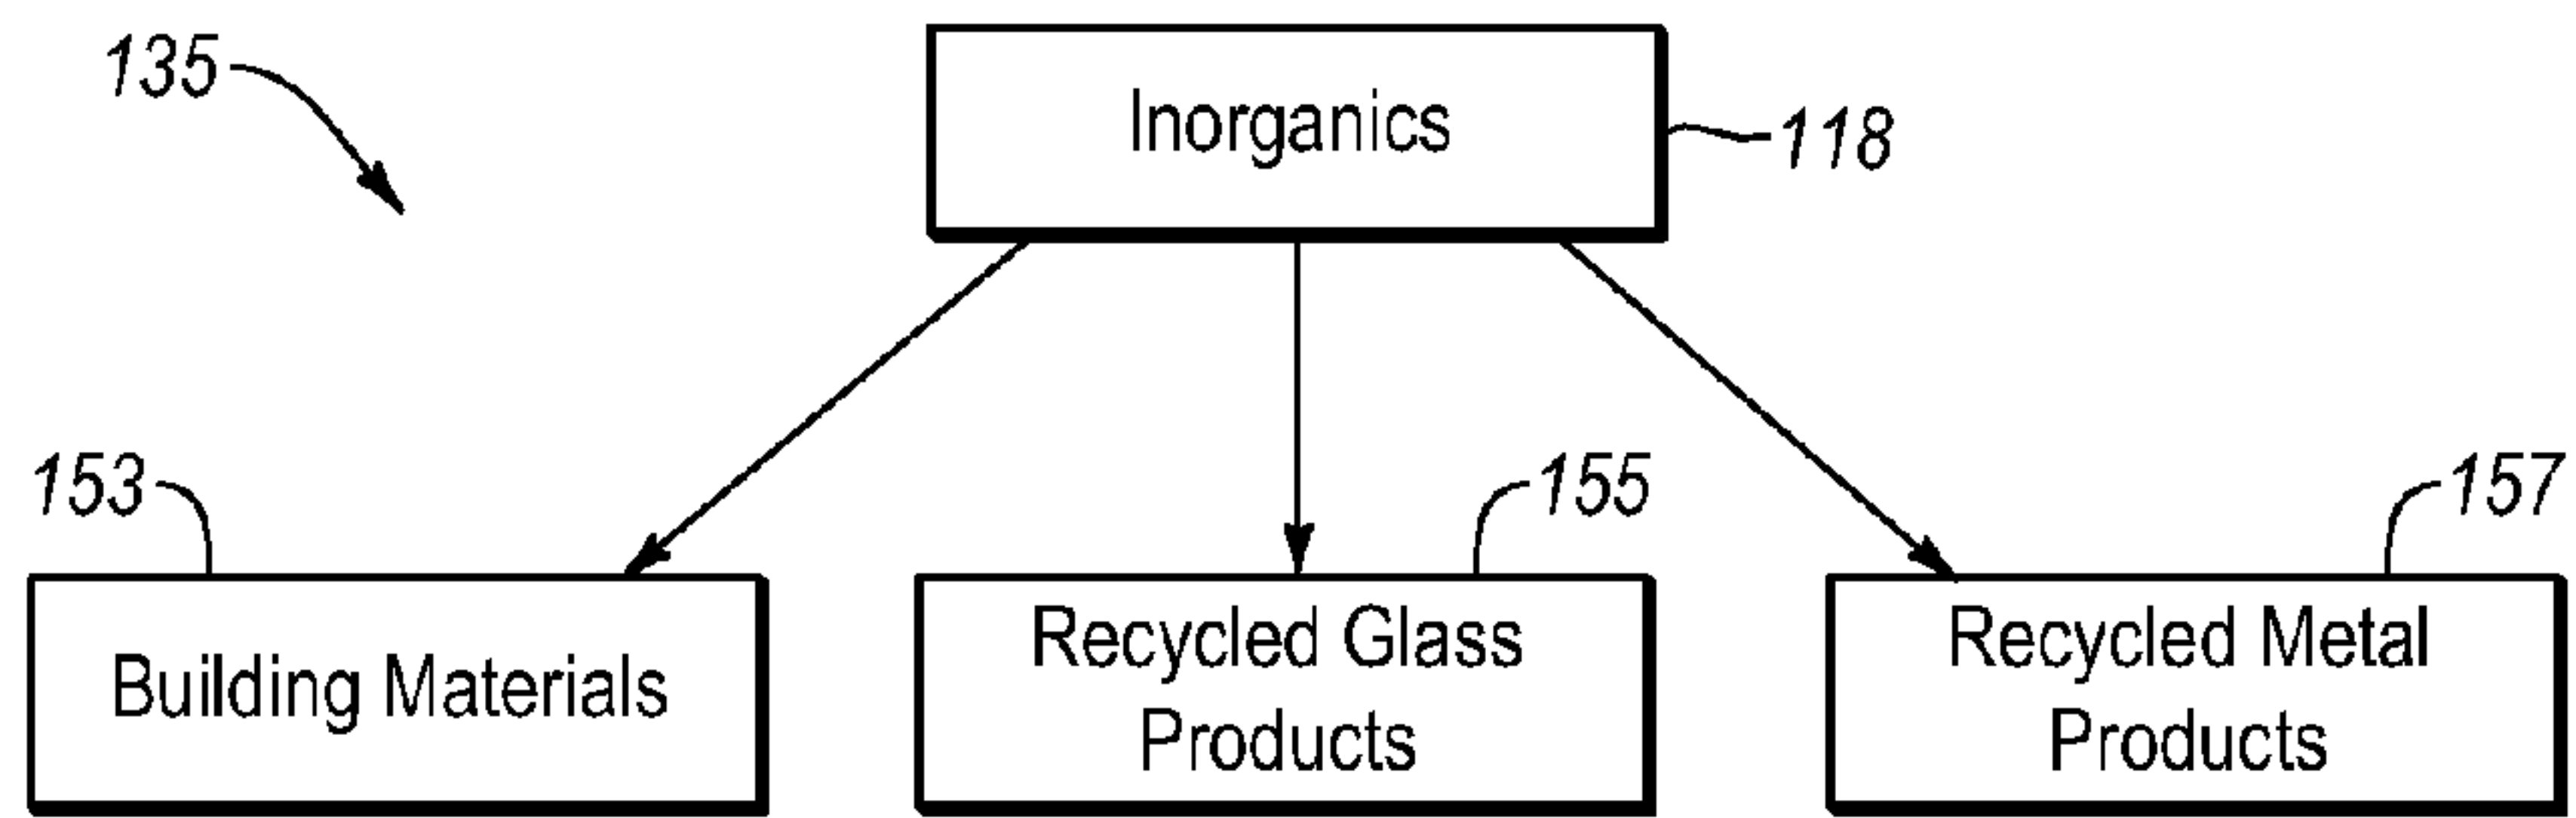 135
Inorganics
118
153
155
157
Building Materials
Recycled Glass
Products
Recycled Metal
Products